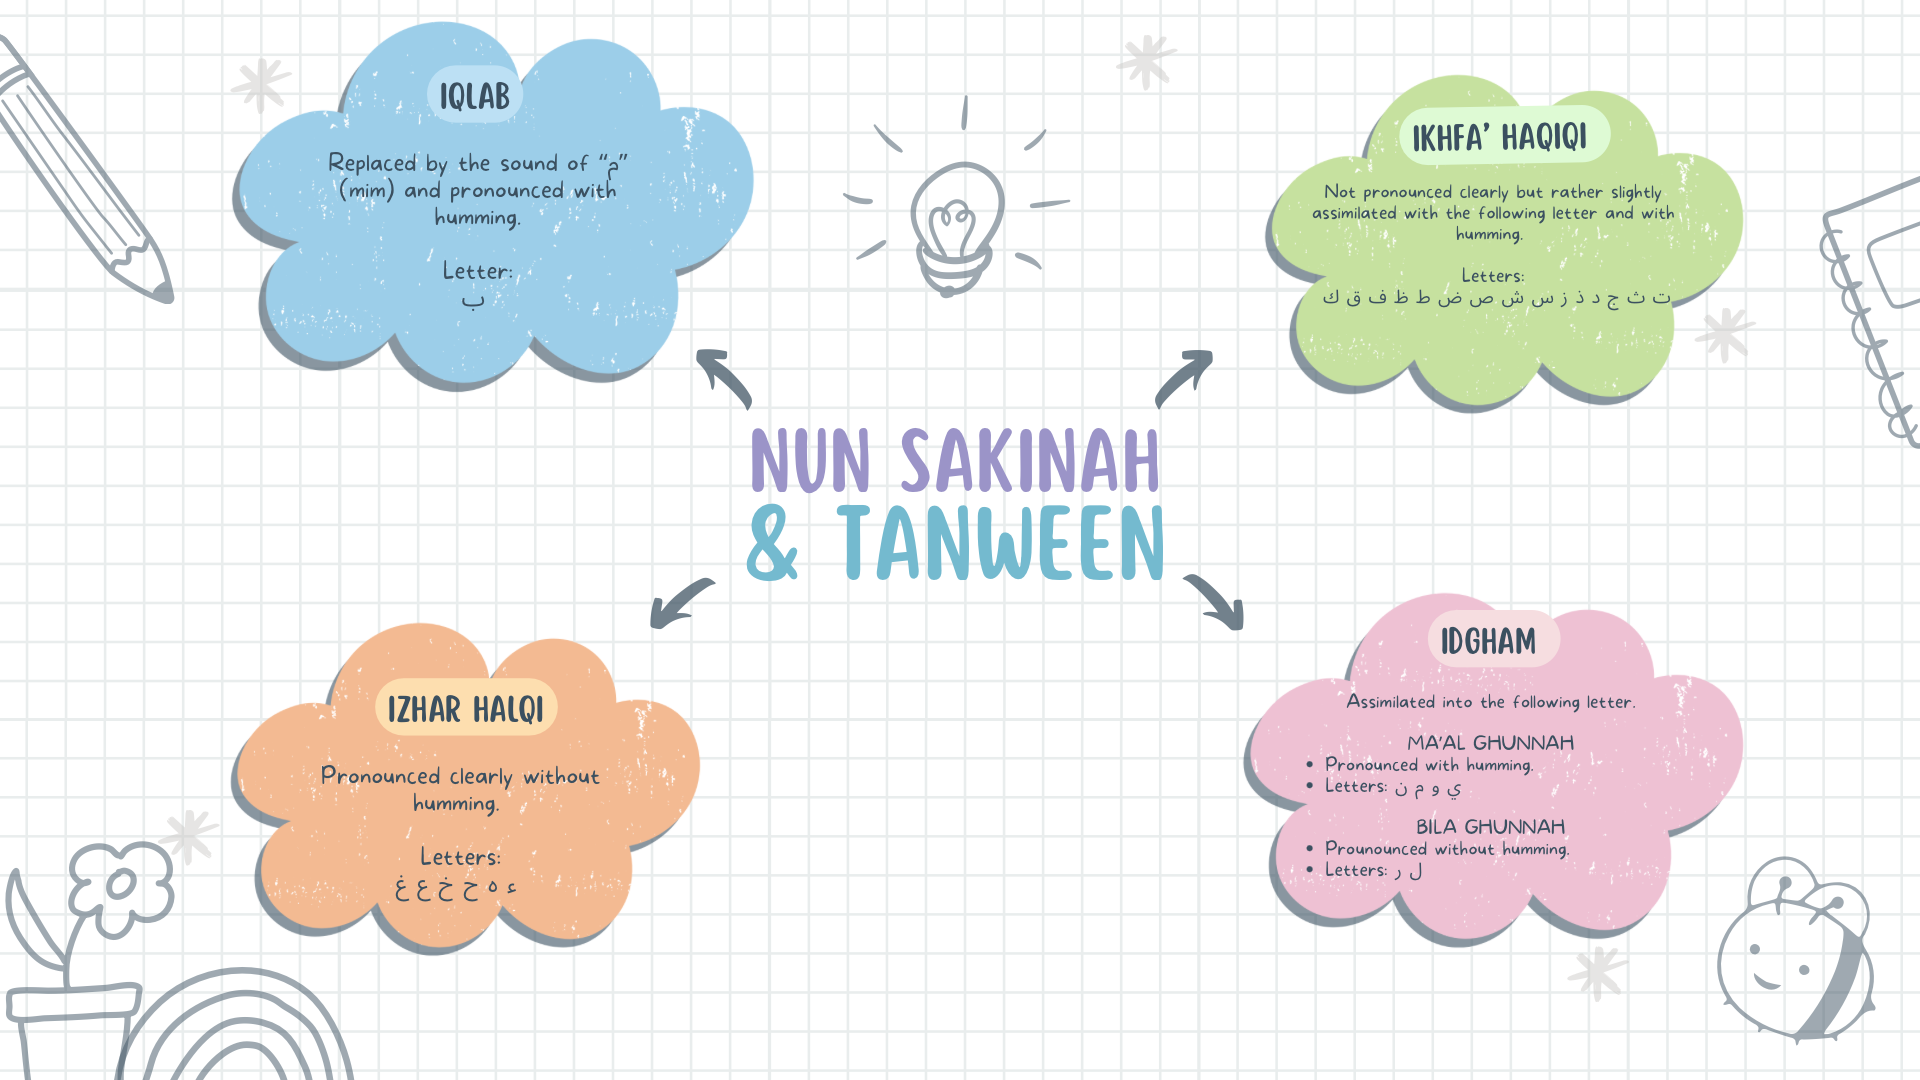 IQLAB
Replaced by the sound of “م”
(mim) and pronounced with
humming.
Letter:
ب
IKHFA’ HAQIQI
Not pronounced clearly but rather slightly
assimilated with the following letter and with
humming.
Letters:
ت ث ج د ذ ز س ش ص ض ط ظ ف ق ك
NUN SAKINAH
& TANWEEN
IZHAR HALQI
Pronounced clearly without
humming.
Letters:
ء ه ح خ ع غ
IDGHAM
Assimilated into the following letter.
MA’AL GHUNNAH
• Pronounced with humming.
• Letters: ي و م ن
BILA GHUNNAH
• Prounounced without humming.
• Letters: ل ر